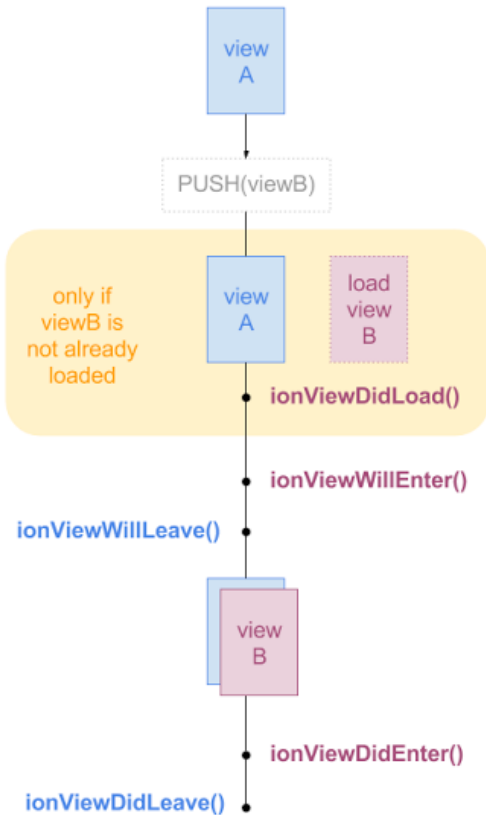 view
A
PUSH(viewB)
only if
viewB is
not already
loaded
view
A
load
view
B
ionViewDidLoad()
ionViewWillEnter()
ionViewWillLeave()
view
B
ionViewDidEnter()
ionViewDidLeave()